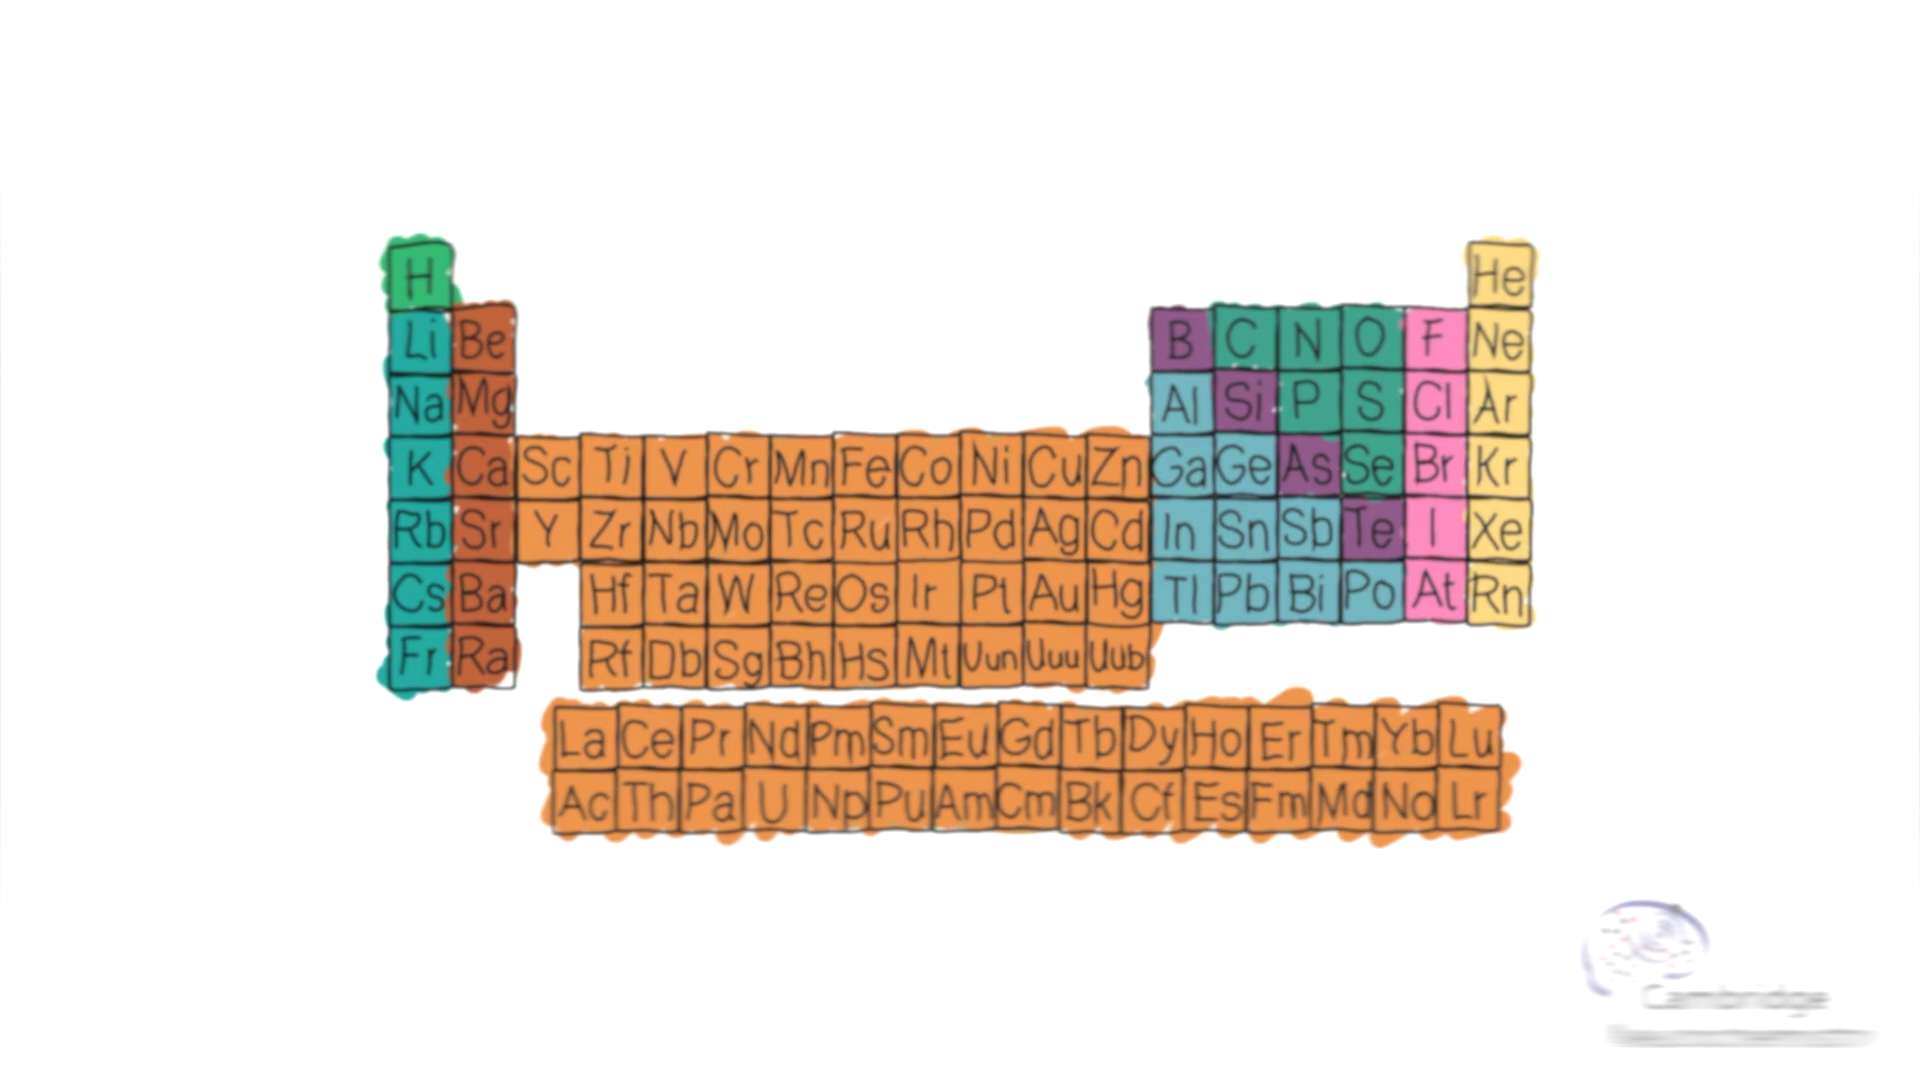 H He
Li Be B C N O F Ne
Na Mg Al Si P S Cl Ar
K Ca Sc Ti V Cr Mn Fe Co Ni Cu Zn Ga Ge As Se Br Kr
Rb Sr Y Zr Nb Mo Tc Ru Rh Pd Ag Cd In Sn Sb Te I Xe
Cs Ba Hf Ta W Re Os Ir Pt Au Hg Tl Pb Bi Po At Rn
Fr Ra Rf Db Sg Bh Hs Mt Uun Uuu Uub
La Ce Pr Nd Pm Sm Eu Gd Tb Dy Ho Er Tm Yb Lu
Ac Th Pa U Np Pu Am Cm Bk Cf Es Fm Md No Lr
Cambridge